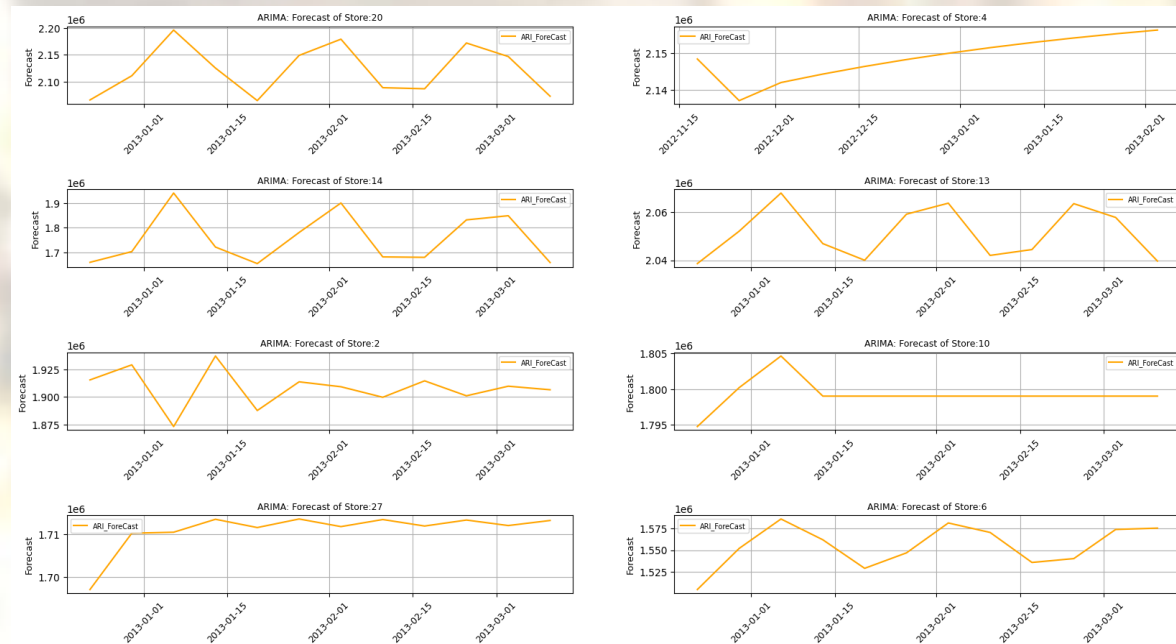 ARIMA: Forecast of Store:20
1e6
ARI_ForeCast
Forecast
2.20
2.15
2.10
2013-01-01
2013-01-15
2013-02-01
2013-02-15
2013-03-01
ARIMA: Forecast of Store:4
1e6
ARI_ForeCast
Forecast
2.15
2.14
2012-11-15
2012-12-01
2012-12-15
2013-01-01
2013-01-15
2013-02-01
ARIMA: Forecast of Store:14
1e6
ARI_ForeCast
Forecast
1.9
1.8
1.7
2013-01-01
2013-01-15
2013-02-01
2013-02-15
2013-03-01
ARIMA: Forecast of Store:13
1e6
ARI_ForeCast
Forecast
2.06
2.04
2013-01-01
2013-01-15
2013-02-01
2013-02-15
2013-03-01
ARIMA: Forecast of Store:2
1e6
ARI_ForeCast
Forecast
1.925
1.900
1.875
2013-01-01
2013-01-15
2013-02-01
2013-02-15
2013-03-01
ARIMA: Forecast of Store:10
1e6
ARI_ForeCast
Forecast
1.805
1.800
1.795
2013-01-01
2013-01-15
2013-02-01
2013-02-15
2013-03-01
ARIMA: Forecast of Store:27
1e6
ARI_ForeCast
Forecast
1.71
1.70
2013-01-01
2013-01-15
2013-02-01
2013-02-15
2013-03-01
ARIMA: Forecast of Store:6
1e6
ARI_ForeCast
Forecast
1.575
1.550
1.525
2013-01-01
2013-01-15
2013-02-01
2013-02-15
2013-03-01